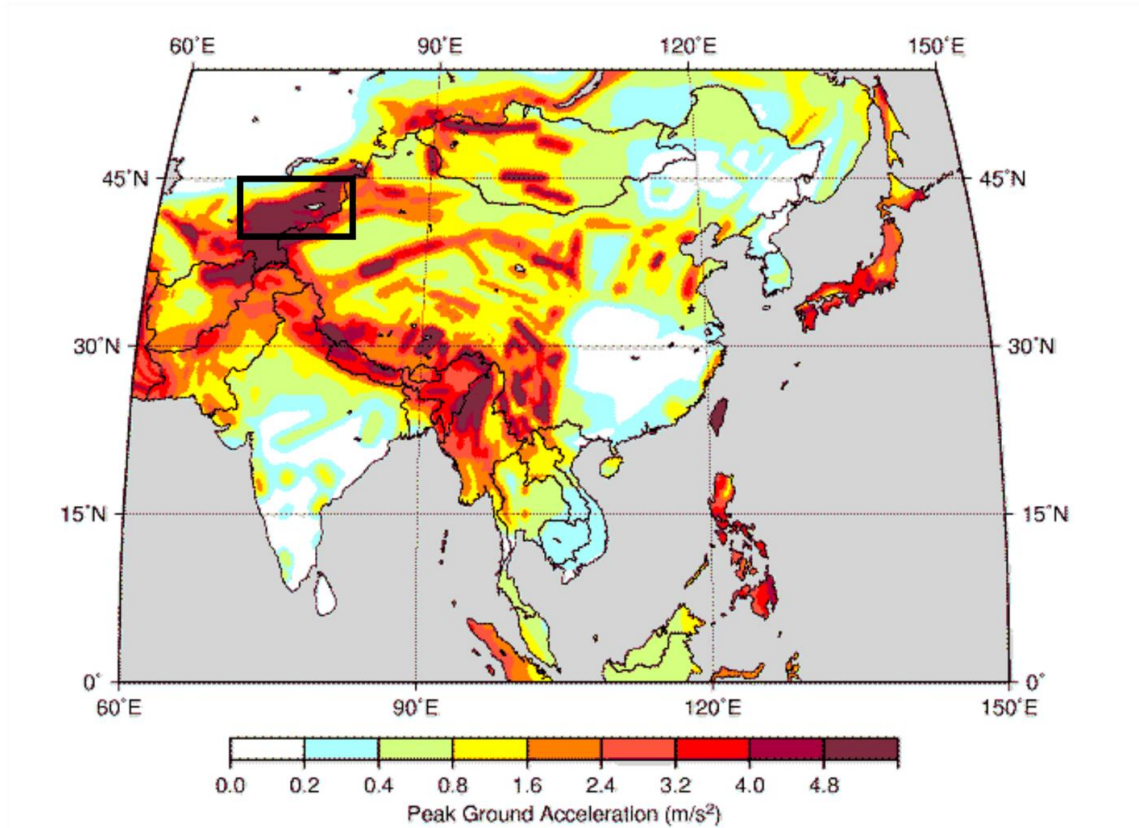 60˚E 90˚E 120˚E 150˚E
45˚N 45˚N
30˚N 30˚N
15˚N 15˚N
0˚ 0˚
60˚E 90˚E 120˚E 150˚E
0.0 0.2 0.4 0.8 1.6 2.4 3.2 4.0 4.8
Peak Ground Acceleration (m/s²)